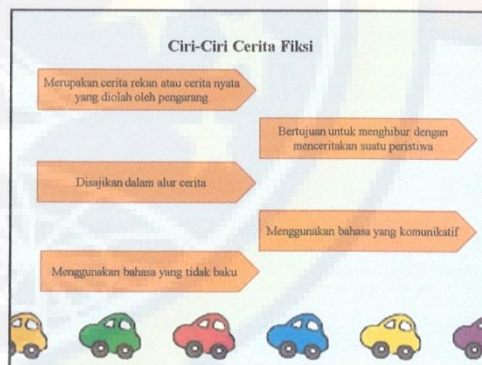 Ciri-Ciri Cerita Fiksi
Merupakan cerita rekan atau cerita nyata
yang diolah oleh pengarang
Bertujuan untuk menghibur dengan
menceritakan suatu peristiwa
Disajikan dalam alur cerita
Menggunakan bahasa yang komunikatif
Menggunakan bahasa yang tidak baku